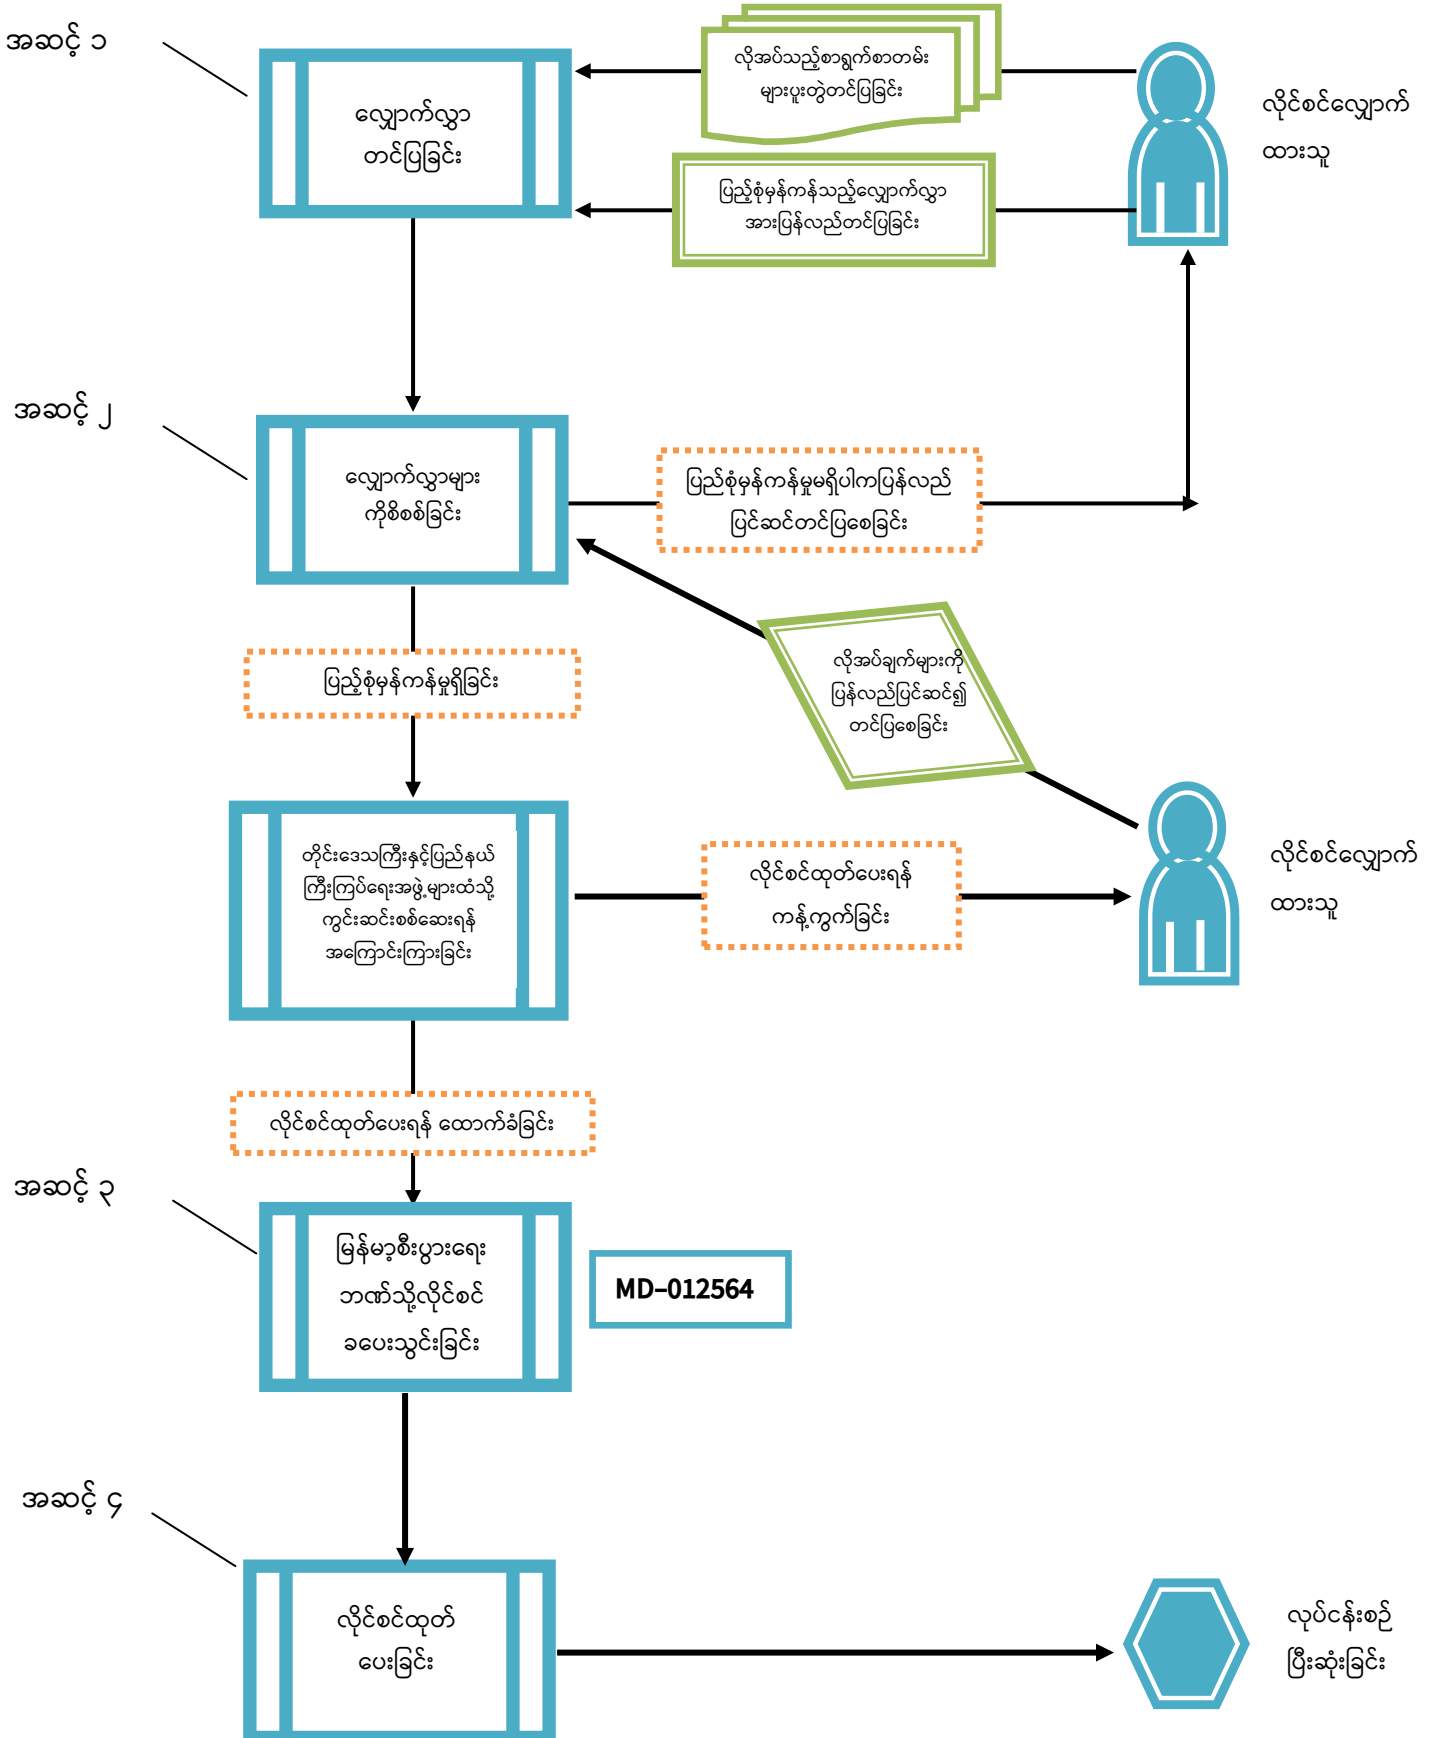 အဆင့် ၁
လျှောက်လွှာ
တင်ပြခြင်း
လိုအပ်သည့်စာရွက်စာတမ်း
များပူးတွဲတင်ပြခြင်း
ပြည့်စုံမှန်ကန်သည့်လျှောက်လွှာ
အားပြန်လည်တင်ပြခြင်း
လိုင်စင်လျှောက်
ထားသူ
အဆင့် ၂
လျှောက်လွှာများ
ကိုစိစစ်ခြင်း
ပြည်စုံမှန်ကန်မှုမရှိပါကပြန်လည်
ပြင်ဆင်တင်ပြစေခြင်း
ပြည့်စုံမှန်ကန်မှုရှိခြင်း
လိုအပ်ချက်များကို
ပြန်လည်ပြင်ဆင်၍
တင်ပြစေခြင်း
တိုင်းဒေသကြီးနှင့်ပြည်နယ်
ကြီးကြပ်ရေးအဖွဲ့များထံသို့
ကွင်းဆင်းစစ်ဆေးရန်
အကြောင်းကြားခြင်း
လိုင်စင်ထုတ်ပေးရန်
ကန့်ကွက်ခြင်း
လိုင်စင်လျှောက်
ထားသူ
လိုင်စင်ထုတ်ပေးရန် ထောက်ခံခြင်း
အဆင့် ၃
မြန်မာ့စီးပွားရေး
ဘဏ်သို့လိုင်စင်
ခပေးသွင်းခြင်း
MD-012564
အဆင့် ၄
လိုင်စင်ထုတ်
ပေးခြင်း
လုပ်ငန်းစဉ်
ပြီးဆုံးခြင်း